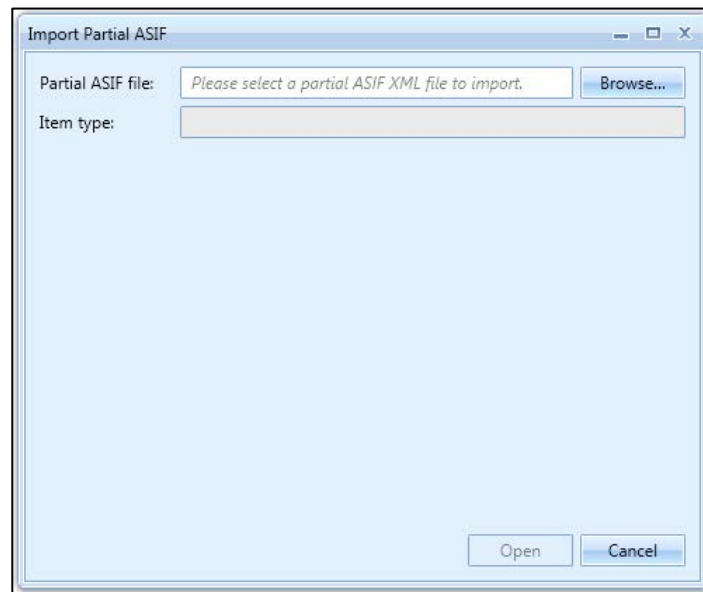 Import Partial ASIF
Partial ASIF file: Please select a partial ASIF XML file to import. Browse...
Item type:
Open Cancel